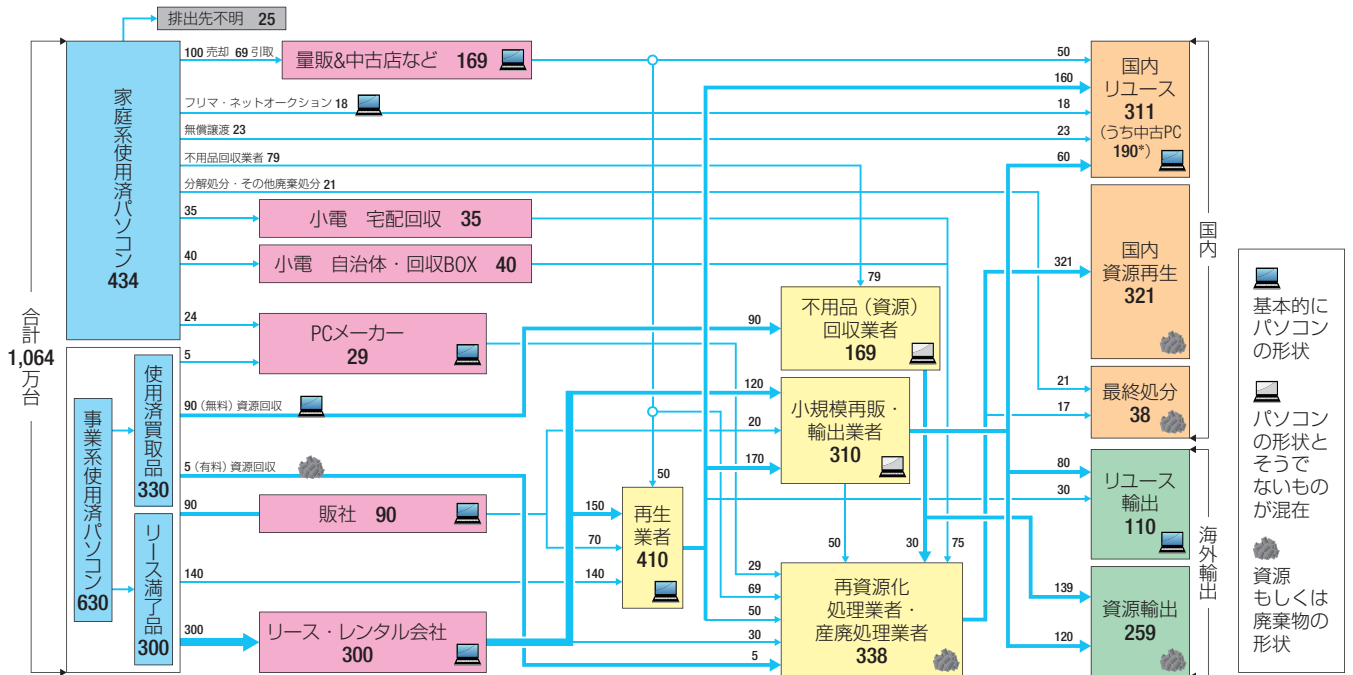 排出先不明 25
合計
1,064
万台
家庭系使用済パソコン
434
100 売却 69 引取
量販&中古店など 169
フリマ・ネットオークション 18
無償譲渡 23
不用品回収業者 79
分解処分・その他廃棄処分 21
35
小電 宅配回収 35
40
小電 自治体・回収BOX 40
24
PCメーカー
29
5
事業系使用済パソコン
630
使用済買取品
330
リース満了品
300
90 (無料) 資源回収
5 (有料) 資源回収
90
販社 90
140
300
リース・レンタル会社
300
50
150
70
140
再生
業者
410
79
90
不用品(資源)
回収業者
169
120
20
170
小規模再販・
輸出業者
310
50
30
75
29
69
50
30
5
再資源化
処理業者・
産廃処理業者
338
50
160
18
23
60
国内
リユース
311
(うち中古PC
190*)
321
国内
資源再生
321
21
17
最終処分
38
80
30
リユース
輸出
110
139
120
資源輸出
259
国内
海外輸出
基本的に
パソコン
の形状
パソコン
の形状と
そうで
ないもの
が混在
資源
もしくは
廃棄物の
形状